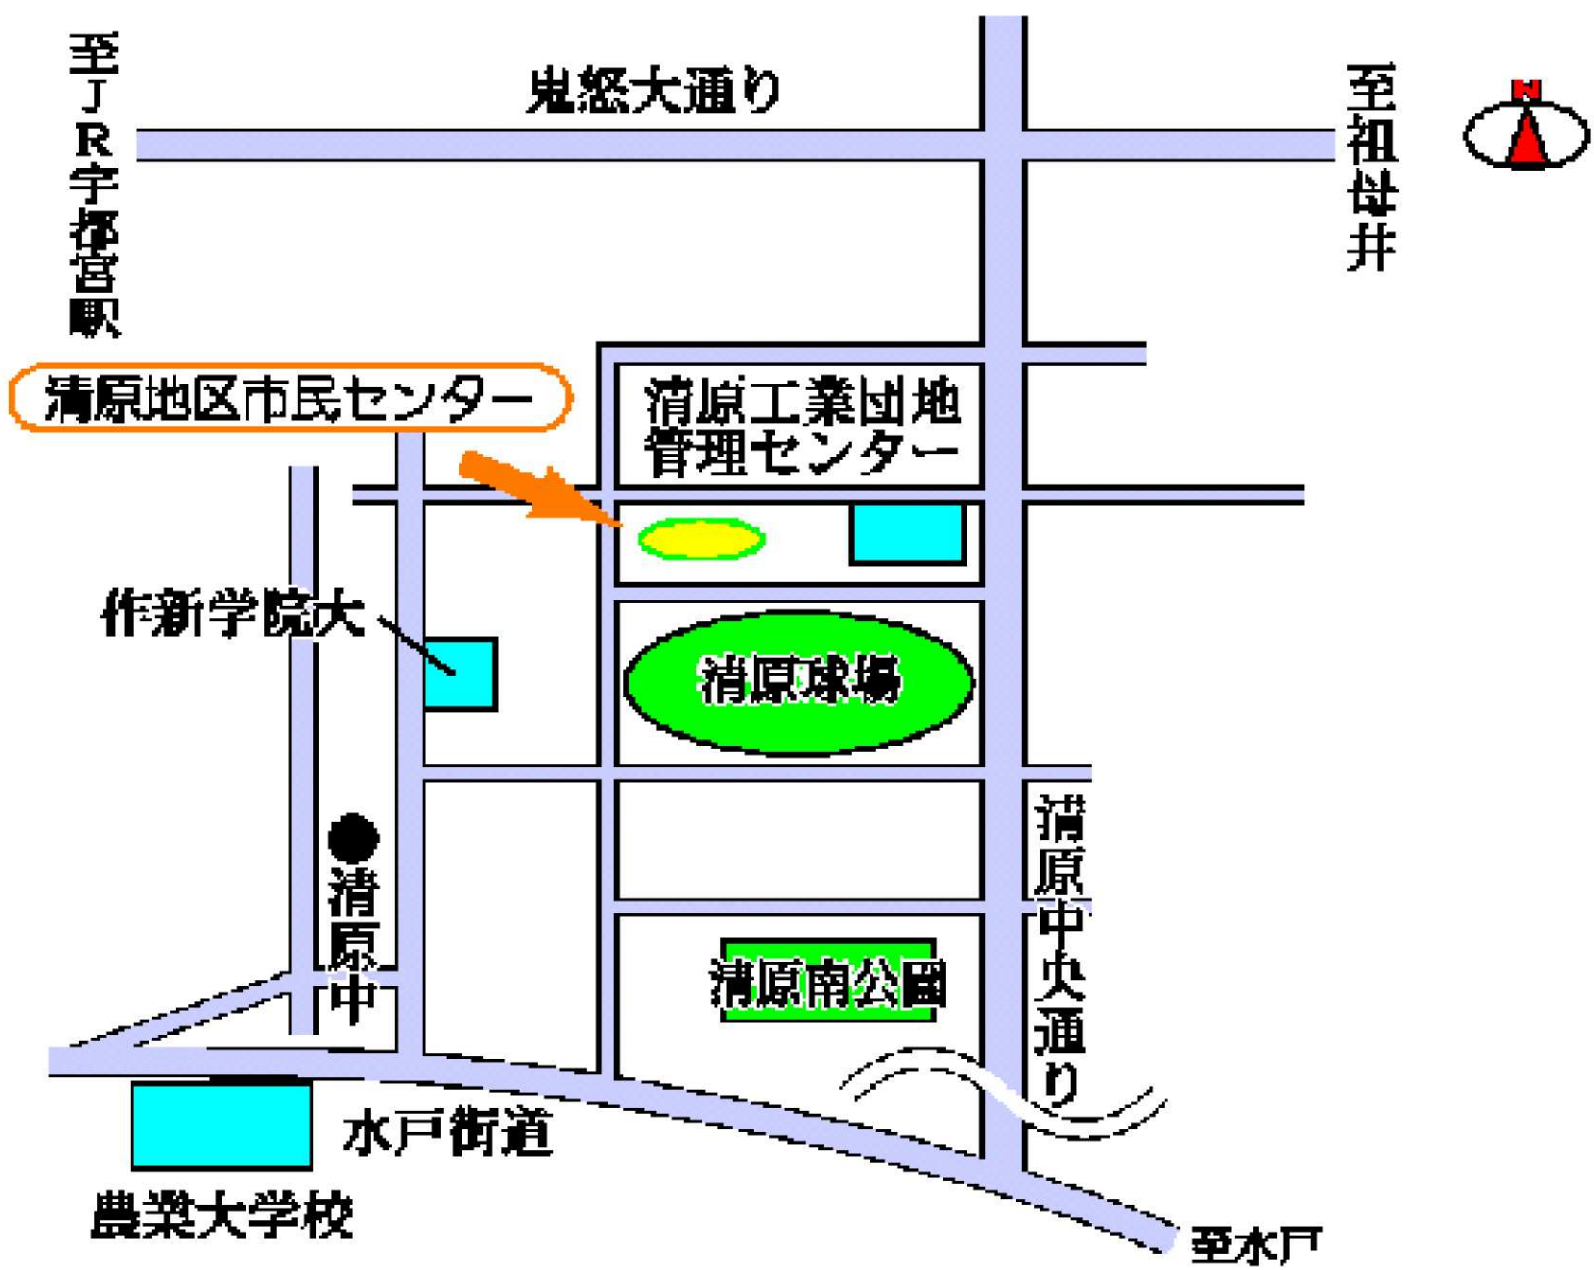 至JR宇都宮駅
鬼怒大通り
至祖母井
N
清原地区市民センター
清原工業団地
管理センター
作新学院大
清原球場
清原中
清原中央通り
清原南公園
水戸街道
農業大学校
至水戸